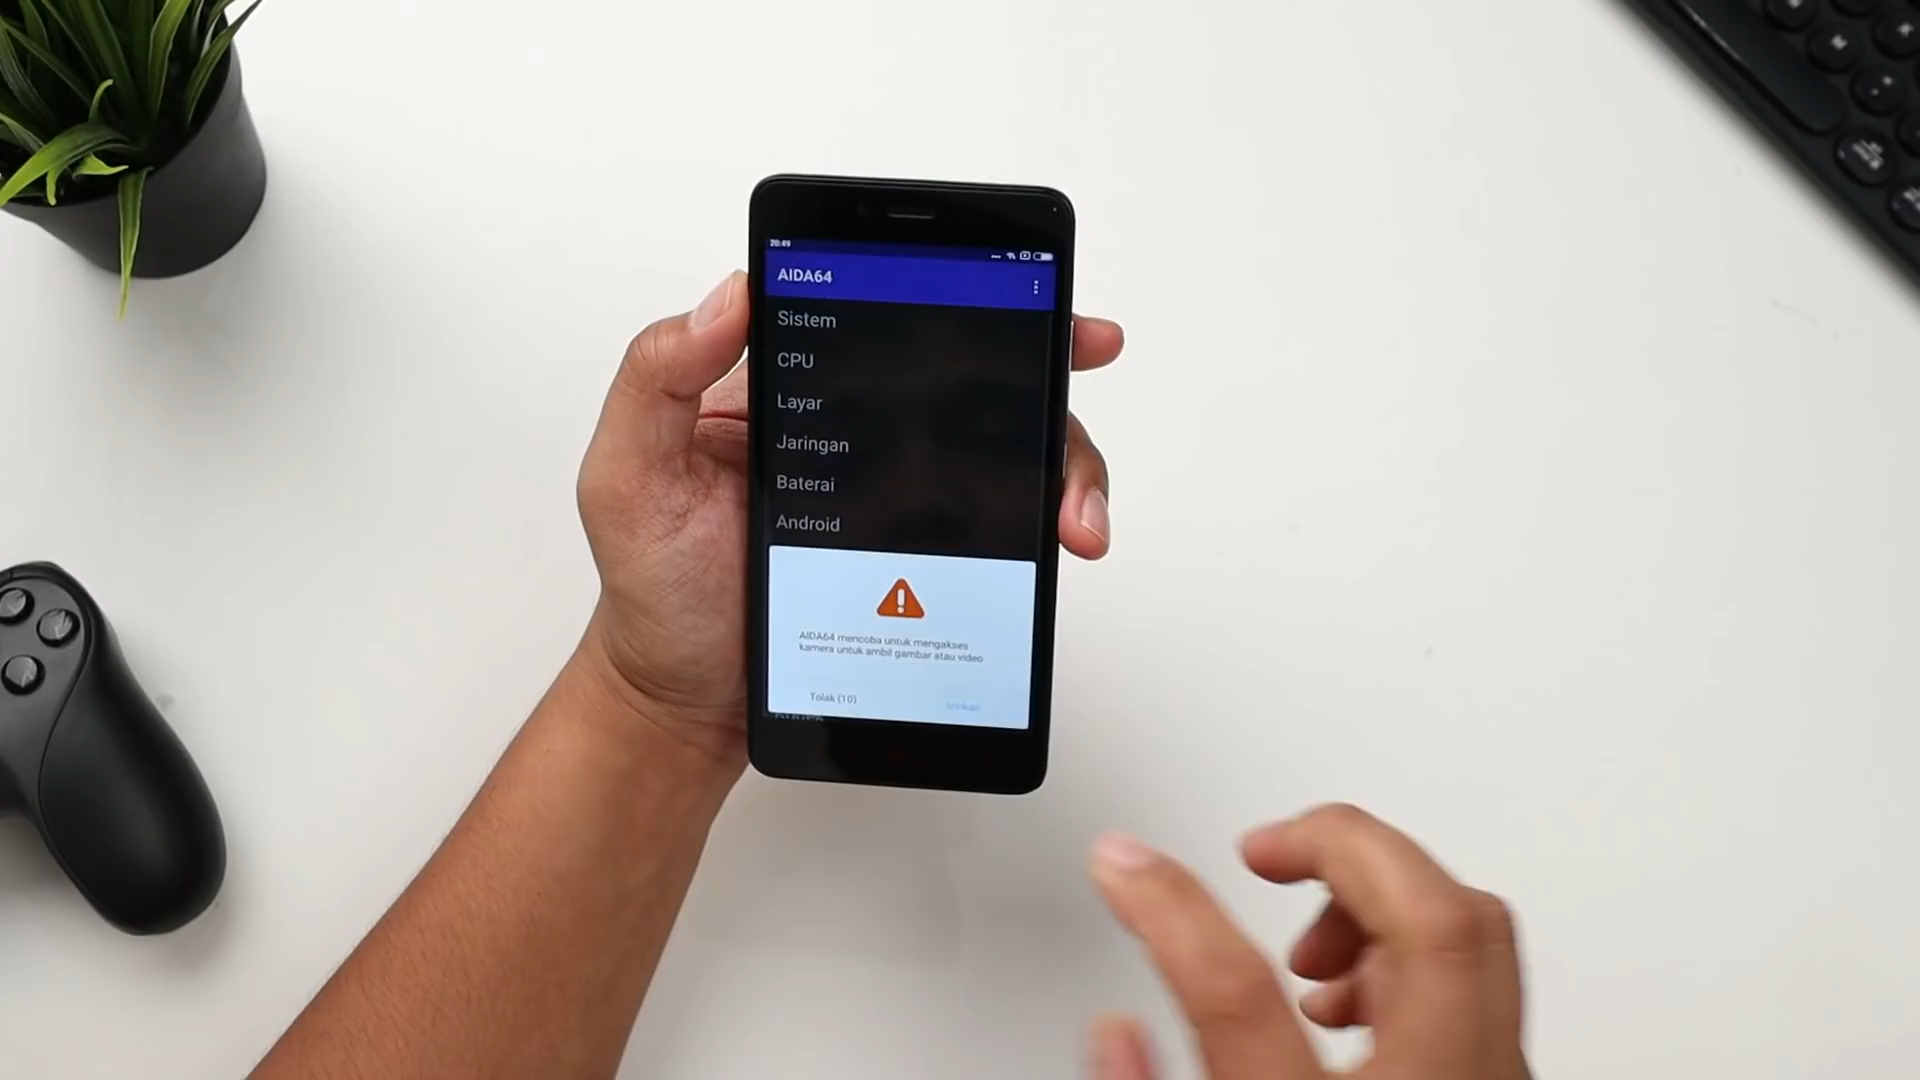 20:49
AIDA64
Sistem
CPU
Layar
Jaringan
Baterai
Android
AIDA64 mencoba untuk mengakses
kamera untuk ambil gambar atau video
Tolak (10)
Izinkan